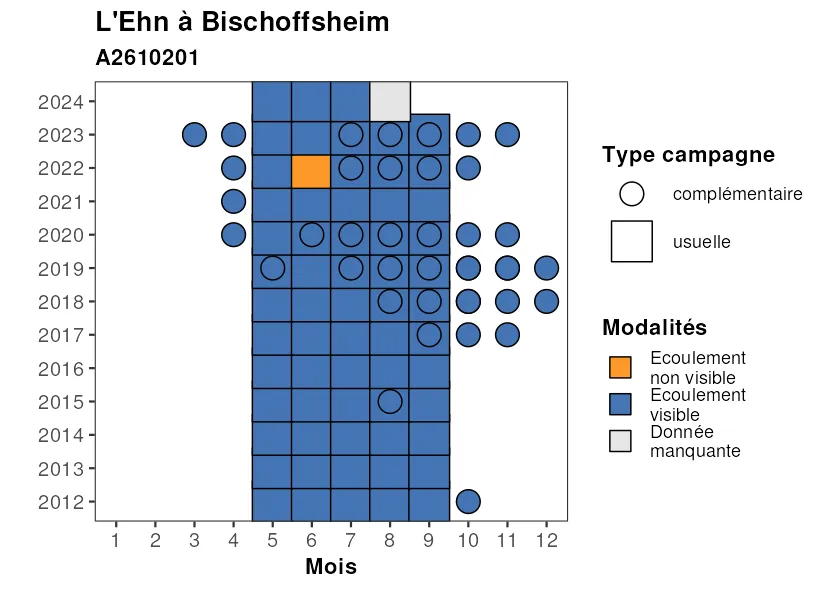 L'Ehn à Bischoffsheim
A2610201
2024
2023
2022
2021
2020
2019
2018
2017
2016
2015
2014
2013
2012
1 2 3 4 5 6 7 8 9 10 11 12
Mois
Type campagne
complémentaire
usuelle
Modalités
Ecoulement
non visible
Ecoulement
visible
Donnée
manquante